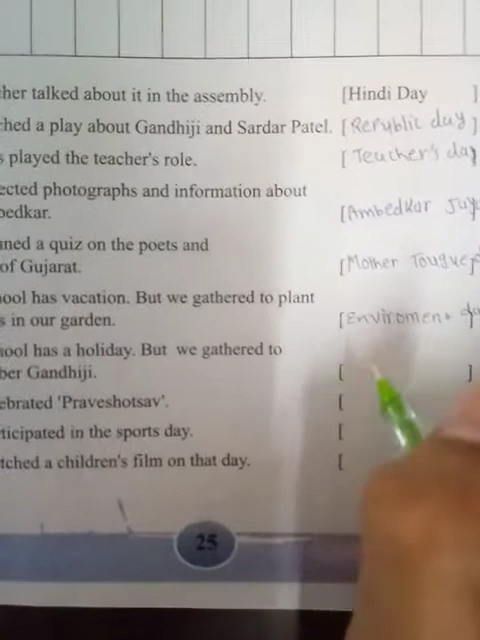 her talked about it in the assembly. [Hindi Day ]
hed a play about Gandhiji and Sardar Patel. [Republic day]
s played the teacher's role. [Teacher's day
ected photographs and information about
bedkar. [Ambedkar
ned a quiz on the poets and
of Gujarat. [Mother
ool has vacation. But we gathered to plant
s in our garden. [Enviroment
ool has a holiday. But we gathered to
ber Gandhiji. [ ]
ebrated 'Praveshotsav'. [
ticipated in the sports day. [
tched a children's film on that day. [
25